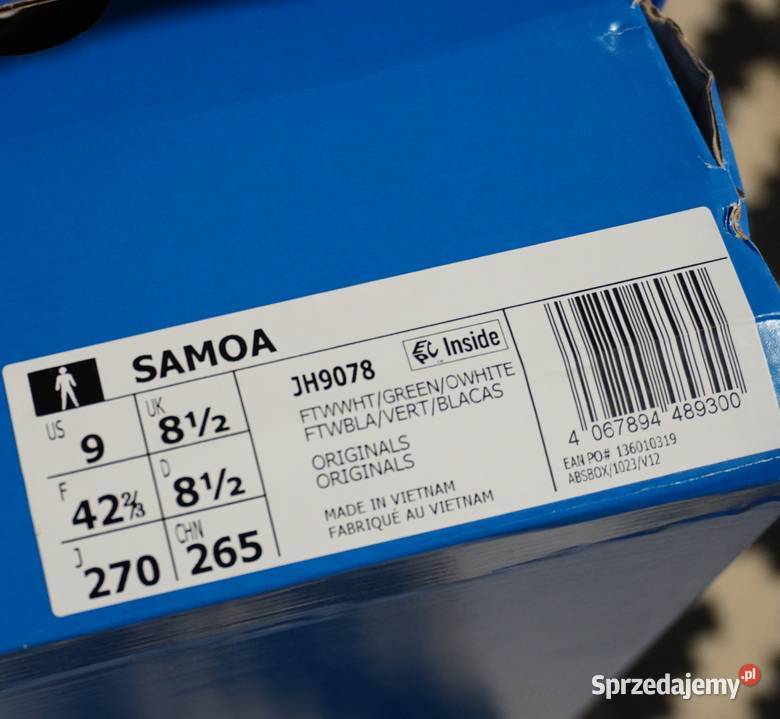 SAMOA
US 9
UK 8½
F 42⅔
D 8½
J 270
CHN 265
JH9078
EPC Inside
FTWWHT/GREEN/OWHITE
FTWBLA/VERT/BLACAS
ORIGINALS
ORIGINALS
MADE IN VIETNAM
FABRIQUÉ AU VIETNAM
4 067894 489300
EAN PO# 136010319
ABSBOX/1023/V12
Sprzedajemy.pl